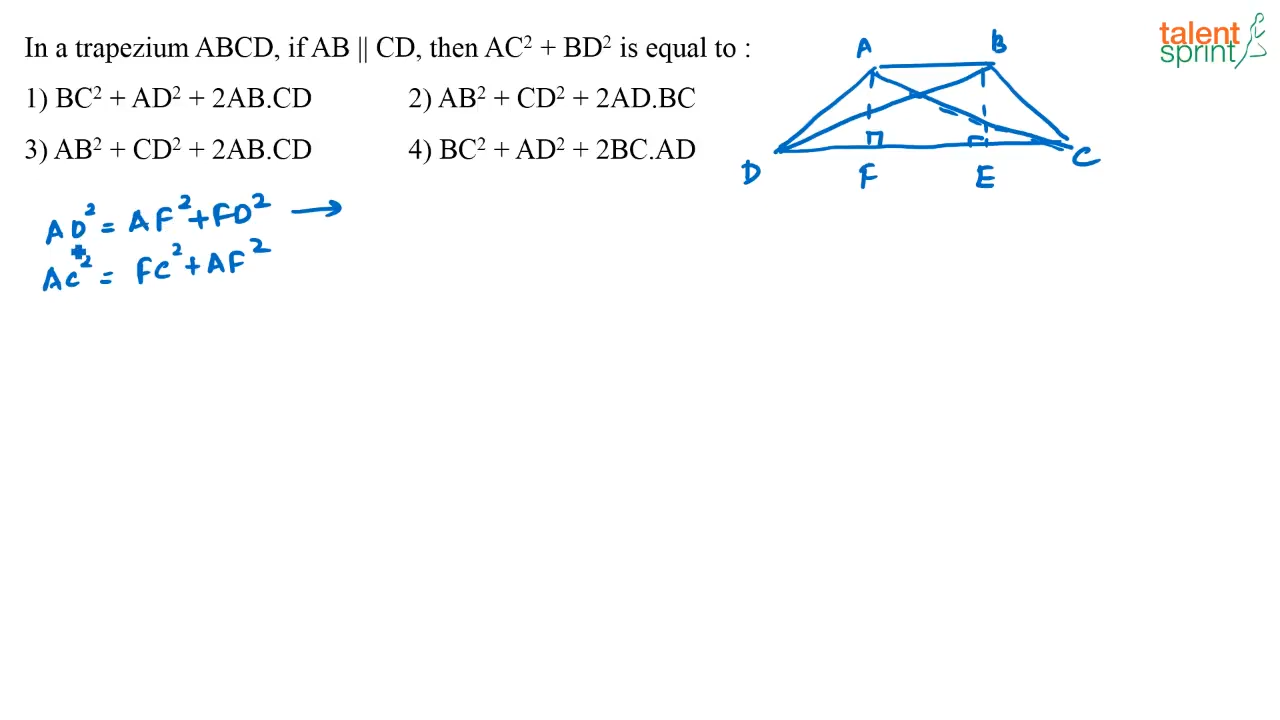 In a trapezium ABCD, if AB || CD, then AC² + BD² is equal to :
1) BC² + AD² + 2AB.CD
2) AB² + CD² + 2AD.BC
3) AB² + CD² + 2AB.CD
4) BC² + AD² + 2BC.AD
AD² = AF² + FD² →
AC² = FC² + AF²
A
B
D
F
E
C
talent
sprint